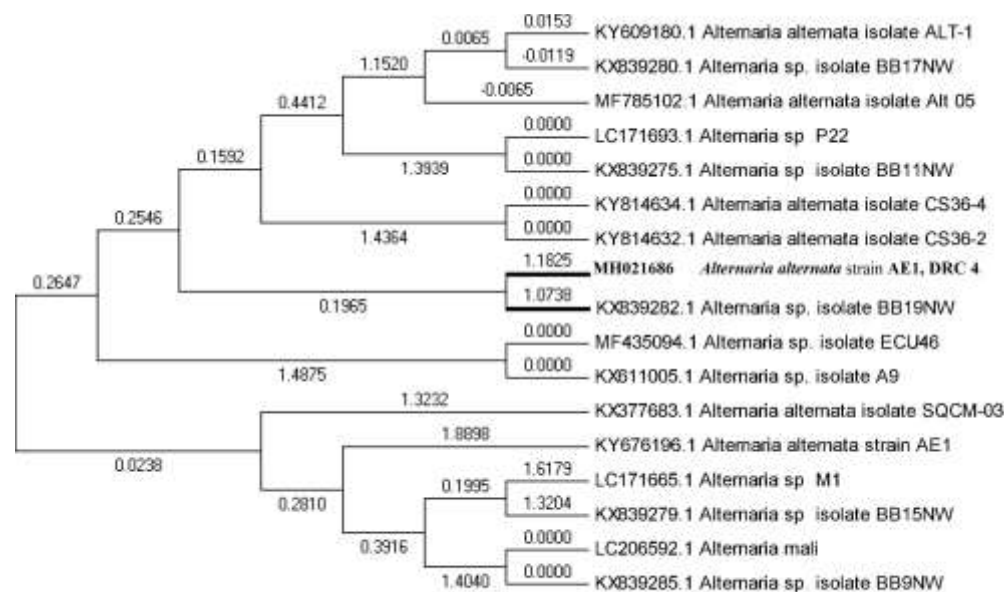 0.0153
KY609180.1 Alternaria alternata isolate ALT-1
0.0065
-0.0119
KX839280.1 Alternaria sp. isolate BB17NW
1.1520
-0.0065
MF785102.1 Alternaria alternata isolate Alt 05
0.4412
0.0000
LC171693.1 Alternaria sp P22
1.3939
0.0000
KX839275.1 Alternaria sp isolate BB11NW
0.1592
0.0000
KY814634.1 Alternaria alternata isolate CS36-4
1.4364
0.0000
KY814632.1 Alternaria alternata isolate CS36-2
0.2546
1.1825
MH021686 Alternaria alternata strain AE1, DRC 4
0.2647
0.1965
1.0738
KX839282.1 Alternaria sp. isolate BB19NW
0.0000
MF435094.1 Alternaria sp. isolate ECU46
1.4875
0.0000
KX611005.1 Alternaria sp. isolate A9
1.3232
KX377683.1 Alternaria alternata isolate SQCM-03
0.0238
1.8898
KY676196.1 Alternaria alternata strain AE1
0.2810
1.6179
LC171665.1 Alternaria sp M1
0.1995
1.3204
KX839279.1 Alternaria sp isolate BB15NW
0.3916
0.0000
LC206592.1 Alternaria mali
1.4040
0.0000
KX839285.1 Alternaria sp. isolate BB9NW